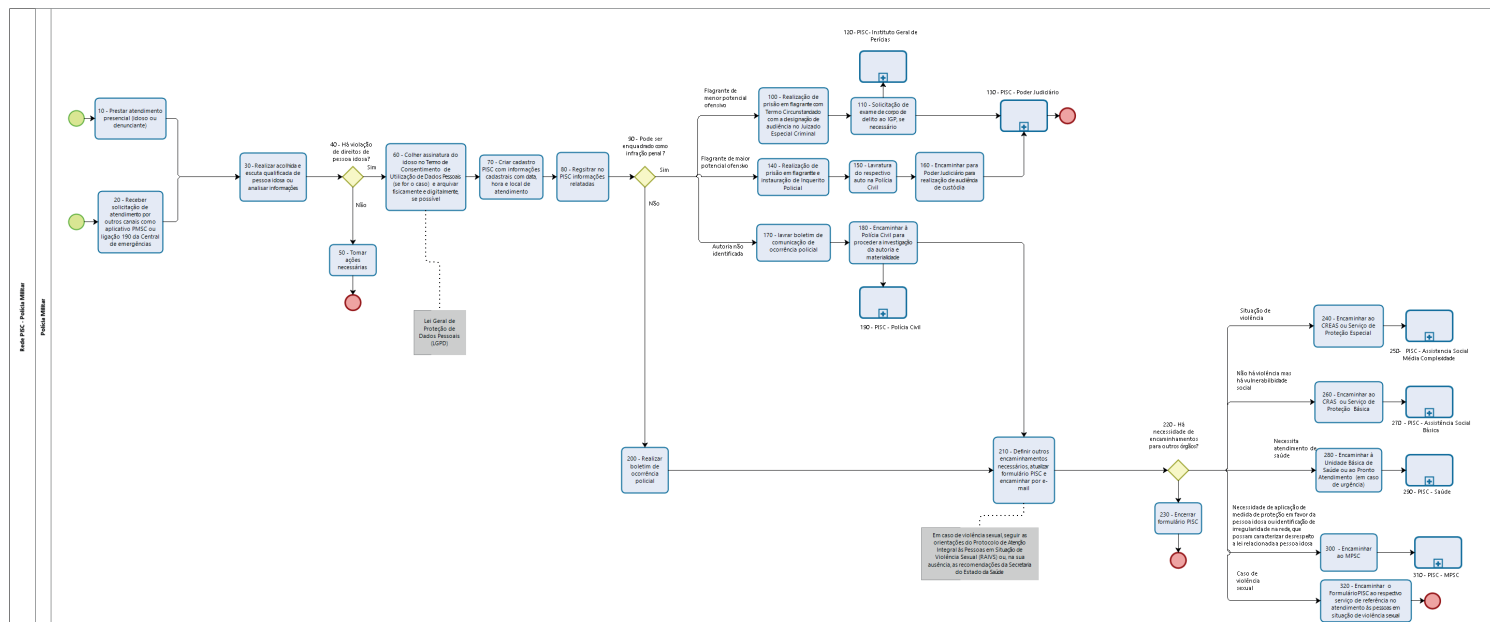 Rede PISC - Polícia Militar
Polícia Militar
10 - Prestar atendimento
presencial (idoso ou
denunciante)
20 - Receber
solicitação de
atendimento por
outros canais como
aplicativo PMSC ou
ligação 190 da Central
de emergências
30 - Realizar acolhida e
escuta qualificada de
pessoa idosa ou
analisar informações
40 - Há violação
de direitos de
pessoa idosa?
Sim
Não
50 - Tomar
ações
necessárias
60 - Colher assinatura do
Idoso no Termo de
Consentimento de
Utilização de Dados Pessoais
(se for o caso) e arquivar
fisicamente e digitalmente,
se possível
Lei Geral de
Proteção de
Dados Pessoais
(LGPD)
70 - Criar cadastro
PISC com informações
cadastrais com data,
hora e local de
atendimento
80 - Regsitrar no
PISC informações
relatadas
90 - Pode ser
enquadrado como
infração penal ?
Sim
Não
Flagrante de
menor potencial
ofensivo
100 - Realização de
prisão em flagrante com
Termo Circunstanciado
com a designação de
audiência no Juizado
Especial Criminal
110 - Solicitação de
exame de corpo de
delito ao IGP, se
necessário
120 - PISC - Instituto Geral de
Perícias
130 - PISC - Poder Judiciário
Flagrante de maior
potencial ofensivo
140 - Realização de
prisão em flagrante e
instauração de Inquerito
Policial
150 - Lavratura
do respectivo
auto na Polícia
Civil
160 - Encaminhar para
Poder Judiciário para
realização de audiência
de custódia
Autoria não
identificada
170 - lavrar boletim de
comunicação de
ocorrência policial
180 - Encaminhar à
Polícia Civil para
proceder a investigação
da autoria e
materialidade
190 - PISC - Polícia Civil
200 - Realizar
boletim de
ocorrência
policial
210 - Definir outros
encaminhamentos
necessários, atualizar
formulário PISC e
encaminhar por e-
mail
Em caso de violência sexual, seguir as
orientações do Protocolo de Atenção
Integral às Pessoas em Situação de
Violência Sexual (RAIVS) ou, na sua
ausência, as recomendações da Secretaria
do Estado da Saúde
220 - Há
necessidade de
encaminhamentos
para outros órgãos?
230 - Encerrar
formulário PISC
Situação de
violência
240 - Encaminhar ao
CREAS ou Serviço de
Proteção Especial
250 - PISC - Assistencia Social
Média Complexidade
Não há violência mas
há vulnerabibidade
social
260 - Encaminhar ao
CRAS ou Serviço de
Proteção Básica
270 - PISC - Assistência Social
Básica
Necessita
atendimento de
saúde
280 - Encaminhar à
Unidade Básica de
Saúde ou ao Pronto
Atendimento (em caso
de urgência)
290 - PISC - Saúde
Necessidade de aplicação de
medida de proteção em favor da
pessoa idosa ou identificação de
irregularidade na rede, que
possam caracterizar desrespeito
a lei relacionada a pessoa idosa
300 - Encaminhar
ao MPSC
310 - PISC - MPSC
Caso de
violência
sexual
320 - Encaminhar o
Formulário PISC ao respectivo
serviço de referência no
atendimento às pessoas em
situação de violência sexual